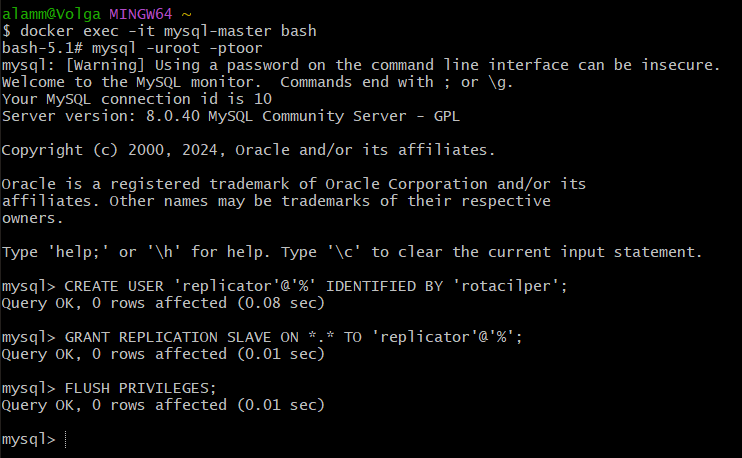 alamm@Volga MINGW64 ~
$ docker exec -it mysql-master bash
bash-5.1# mysql -uroot -ptoor
mysql: [Warning] Using a password on the command line interface can be insecure.
Welcome to the MySQL monitor.  Commands end with ; or \g.
Your MySQL connection id is 10
Server version: 8.0.40 MySQL Community Server - GPL
Copyright (c) 2000, 2024, Oracle and/or its affiliates.
Oracle is a registered trademark of Oracle Corporation and/or its
affiliates. Other names may be trademarks of their respective
owners.
Type 'help;' or '\h' for help. Type '\c' to clear the current input statement.
mysql> CREATE USER 'replicator'@'%' IDENTIFIED BY 'rotacilper';
Query OK, 0 rows affected (0.08 sec)
mysql> GRANT REPLICATION SLAVE ON *.* TO 'replicator'@'%';
Query OK, 0 rows affected (0.01 sec)
mysql> FLUSH PRIVILEGES;
Query OK, 0 rows affected (0.01 sec)
mysql>